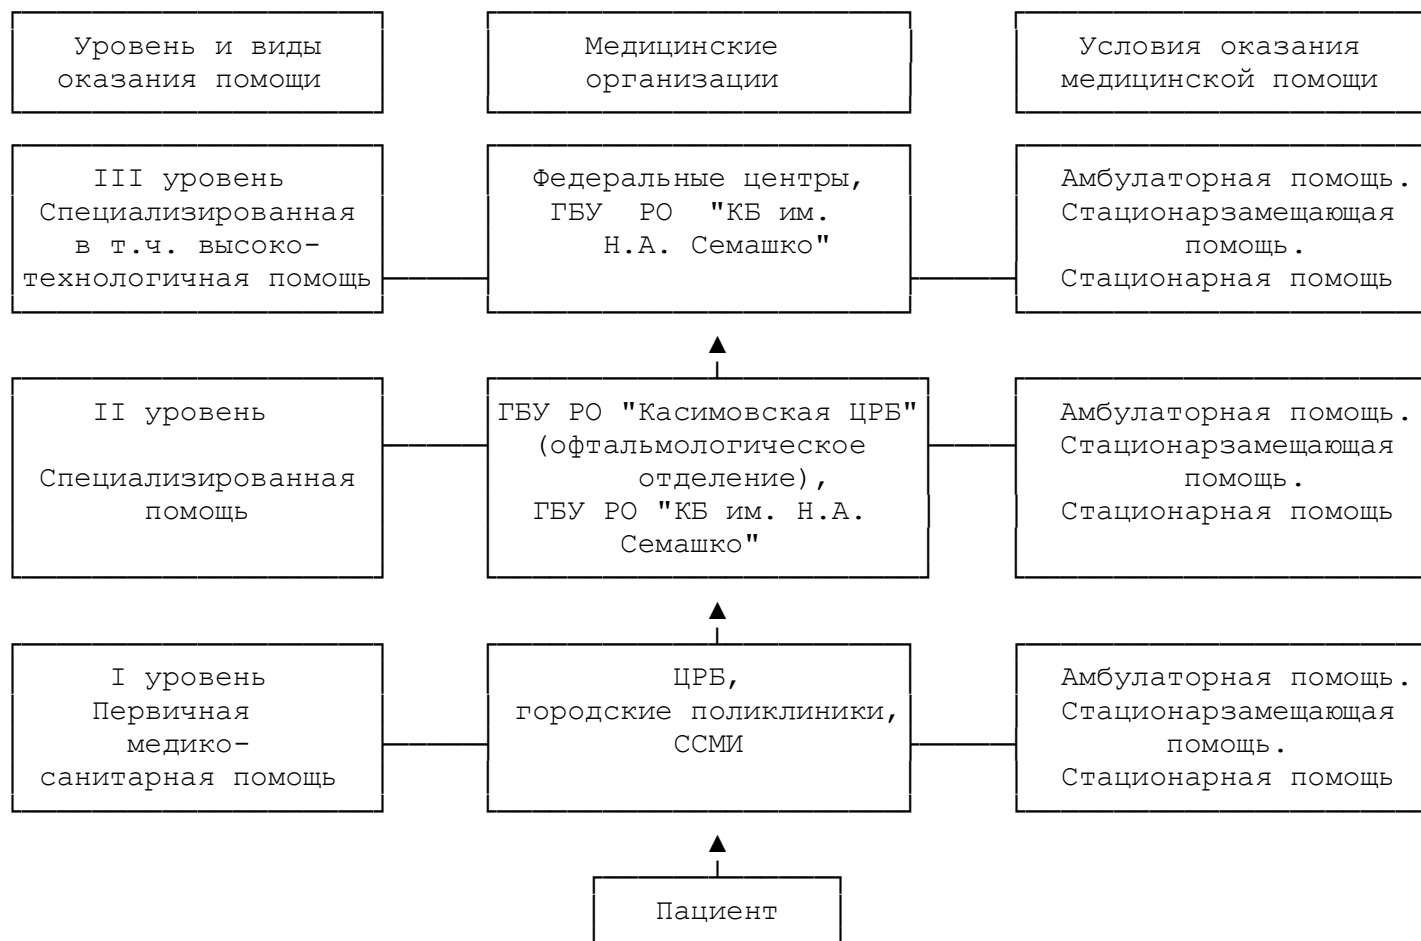 Уровень и виды
оказания помощи
Медицинские
организации
Условия оказания
медицинской помощи
III уровень
Специализированная
в т.ч. высоко-
технологичная помощь
Федеральные центры,
ГБУ РО "КБ им.
Н.А. Семашко"
Амбулаторная помощь.
Стационарзамещающая
помощь.
Стационарная помощь
II уровень
Специализированная
помощь
ГБУ РО "Касимовская ЦРБ"
(офтальмологическое
отделение),
ГБУ РО "КБ им. Н.А.
Семашко"
Амбулаторная помощь.
Стационарзамещающая
помощь.
Стационарная помощь
I уровень
Первичная
медико-
санитарная помощь
ЦРБ,
городские поликлиники,
ССМИ
Амбулаторная помощь.
Стационарзамещающая
помощь.
Стационарная помощь
Пациент